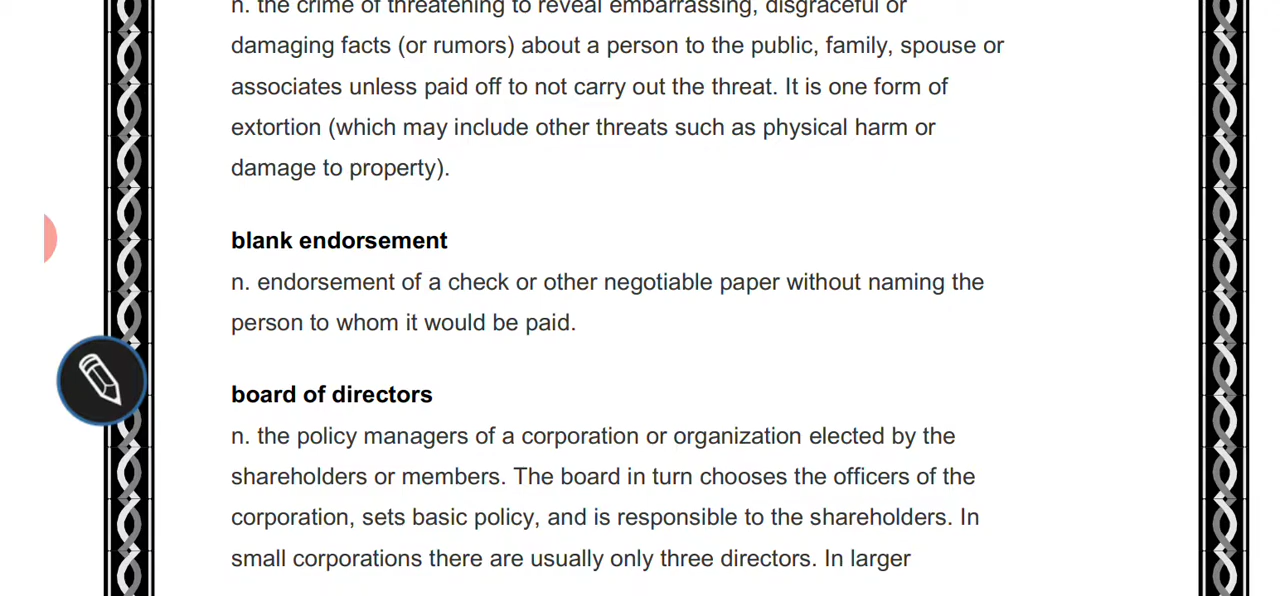 n. the crime of threatening to reveal embarrassing, disgraceful or
damaging facts (or rumors) about a person to the public, family, spouse or
associates unless paid off to not carry out the threat. It is one form of
extortion (which may include other threats such as physical harm or
damage to property).
blank endorsement
n. endorsement of a check or other negotiable paper without naming the
person to whom it would be paid.
board of directors
n. the policy managers of a corporation or organization elected by the
shareholders or members. The board in turn chooses the officers of the
corporation, sets basic policy, and is responsible to the shareholders. In
small corporations there are usually only three directors. In larger